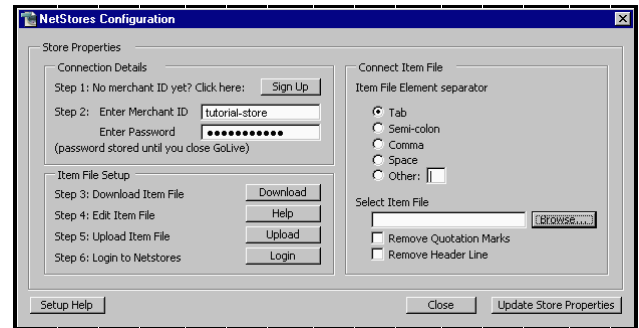 NetStores Configuration
Store Properties
Connection Details
Step 1: No merchant ID yet? Click here: Sign Up
Step 2: Enter Merchant ID tutorial-store
Enter Password ●●●●●●●●●●●
(password stored until you close GoLive)
Item File Setup
Step 3: Download Item File Download
Step 4: Edit Item File Help
Step 5: Upload Item File Upload
Step 6: Login to Netstores Login
Connect Item File
Item File Element separator
Tab
Semi-colon
Comma
Space
Other:
Select Item File
Browse...
Remove Quotation Marks
Remove Header Line
Setup Help
Close
Update Store Properties